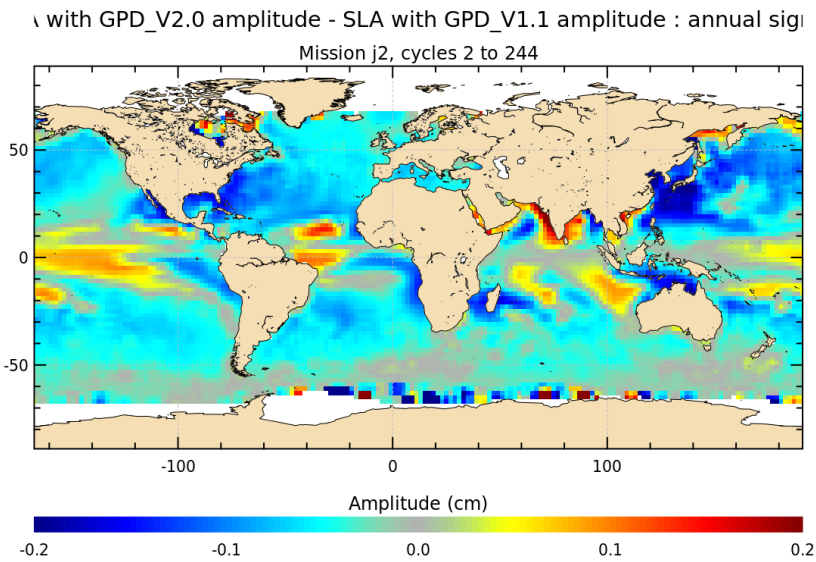 with GPD_V2.0 amplitude - SLA with GPD_V1.1 amplitude : annual
Mission j2, cycles 2 to 244
50
0
-50
-100 0 100
Amplitude (cm)
-0.2 -0.1 0.0 0.1 0.2